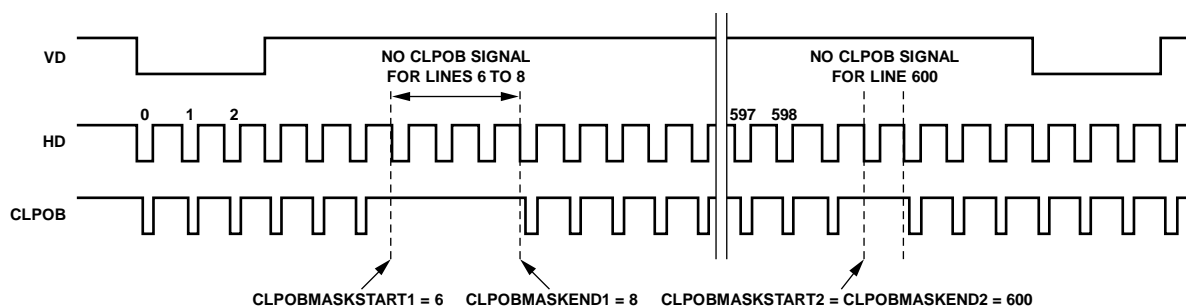 VD
NO CLPOB SIGNAL
FOR LINES 6 TO 8
NO CLPOB SIGNAL
FOR LINE 600
HD
0 1 2 597 598
CLPOB
CLPOBMASKSTART1 = 6 CLPOBMASKEND1 = 8 CLPOBMASKSTART2 = CLPOBMASKEND2 = 600